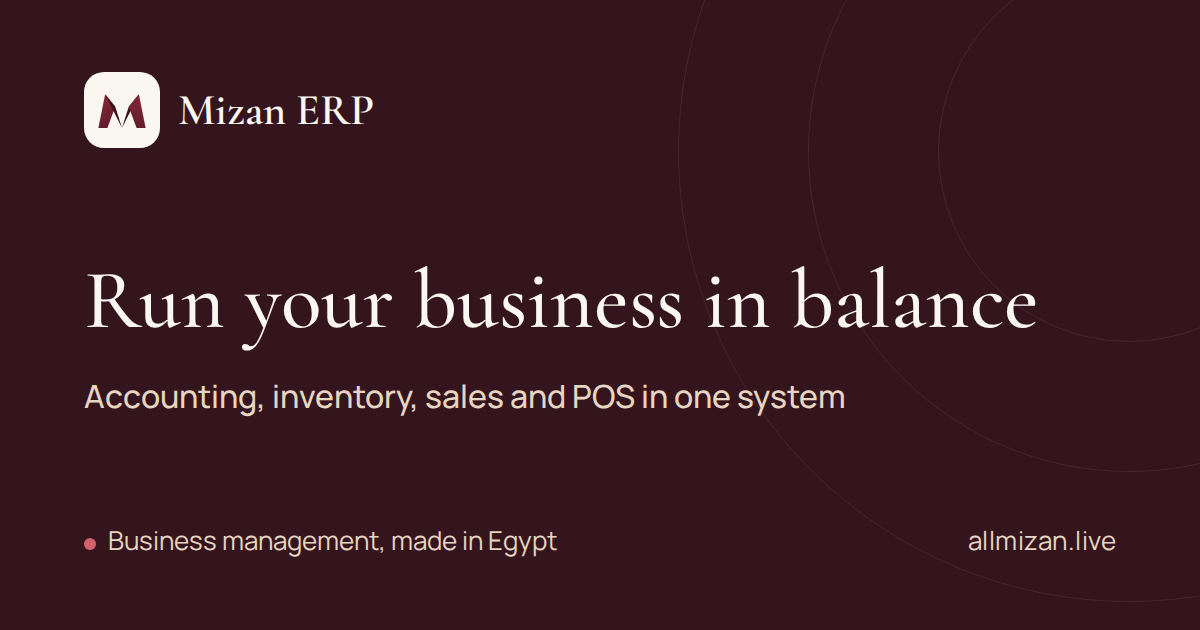 Mizan ERP
Run your business in balance
Accounting, inventory, sales and POS in one system
Business management, made in Egypt
allmizan.live